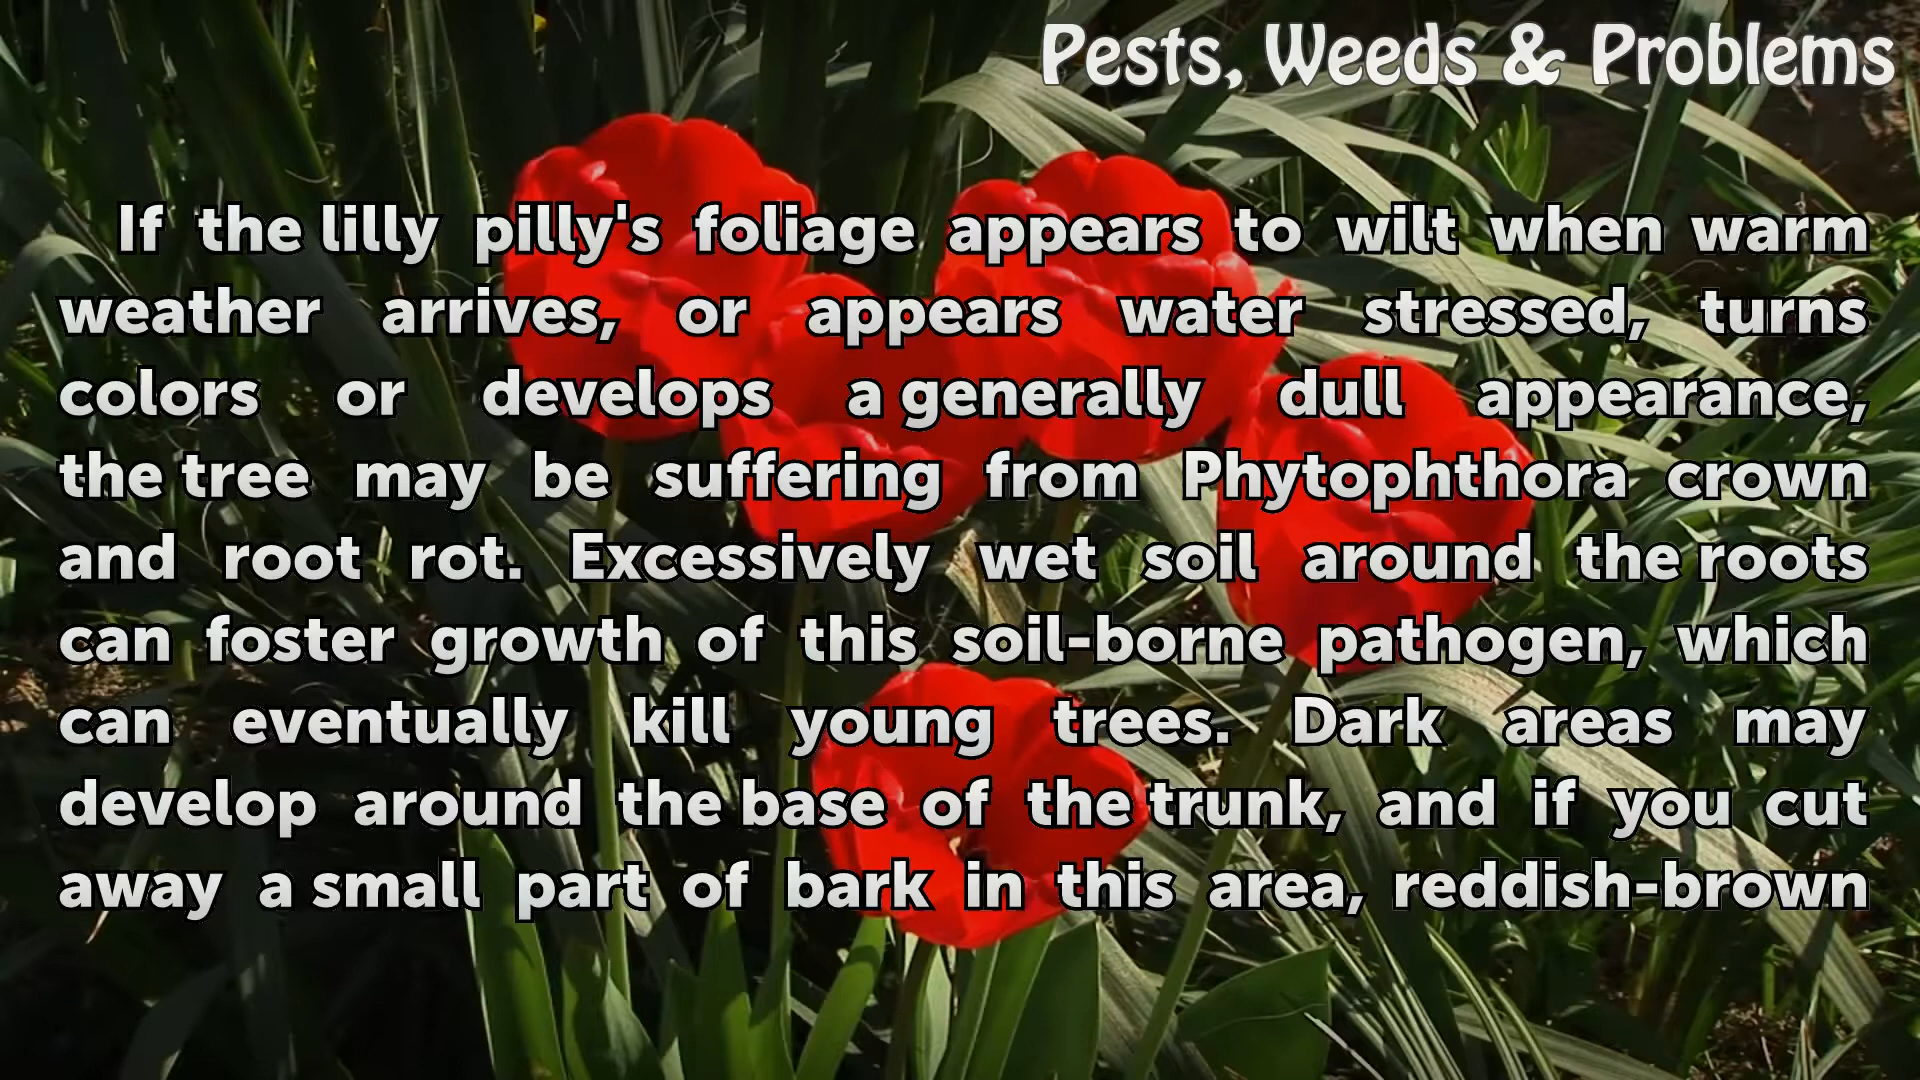 Pests, Weeds & Problems
If the lilly pilly's foliage appears to wilt when warm
weather arrives, or appears water stressed, turns
colors or develops a generally dull appearance,
the tree may be suffering from Phytophthora crown
and root rot. Excessively wet soil around the roots
can foster growth of this soil-borne pathogen, which
can eventually kill young trees. Dark areas may
develop around the base of the trunk, and if you cut
away a small part of bark in this area, reddish-brown